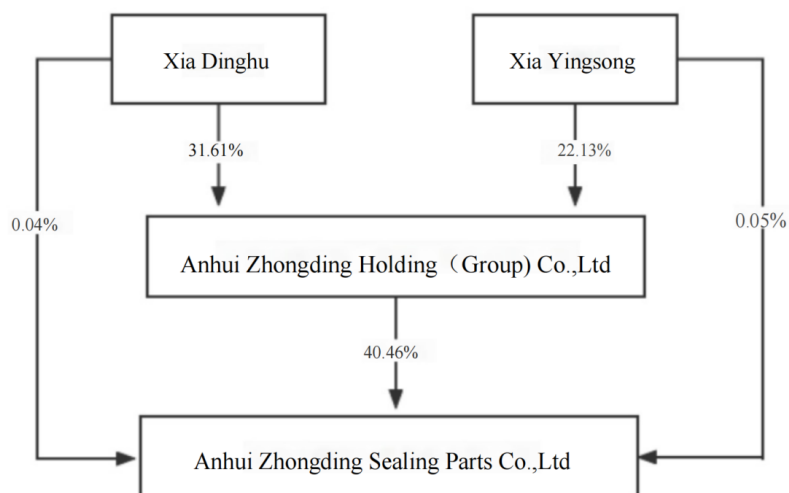 Xia Dinghu
Xia Yingsong
31.61%
22.13%
0.04%
0.05%
Anhui Zhongding Holding（Group) Co.,Ltd
40.46%
Anhui Zhongding Sealing Parts Co.,Ltd